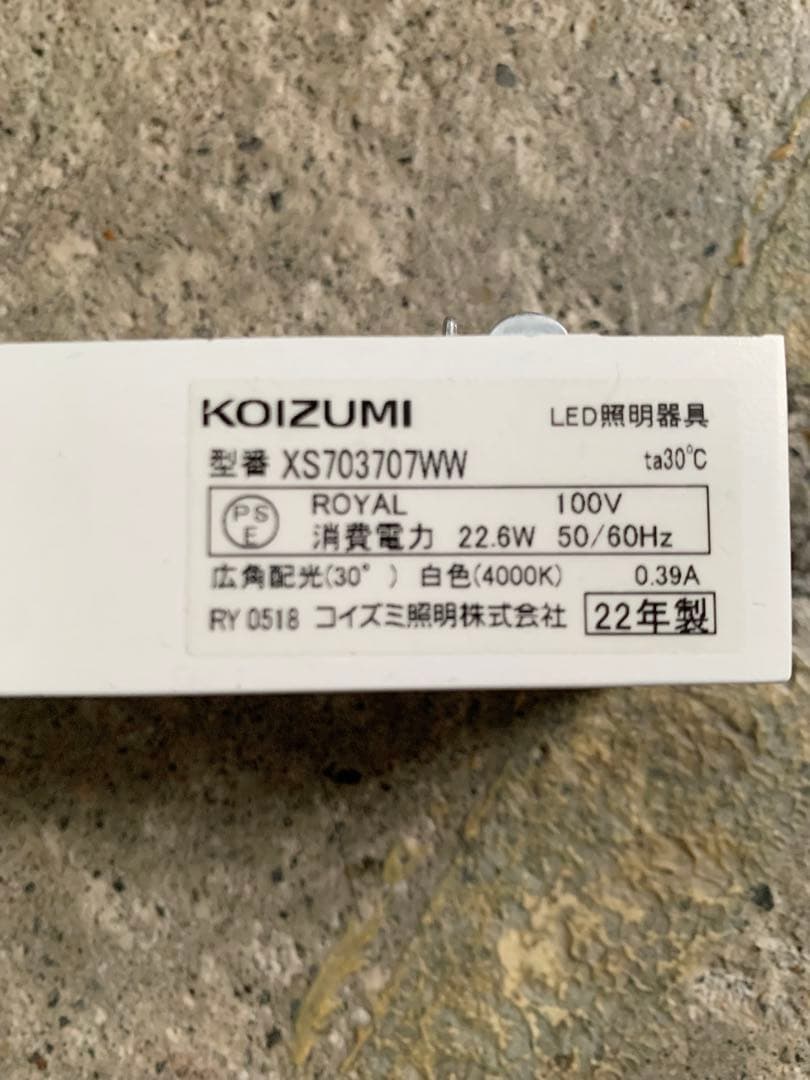 KOIZUMI LED照明器具
型番 XS703707WW ta30℃
PSE ROYAL 100V
消費電力 22.6W 50/60Hz
広角配光(30°) 白色(4000K) 0.39A
RY 0518 コイズミ照明株式会社 22年製